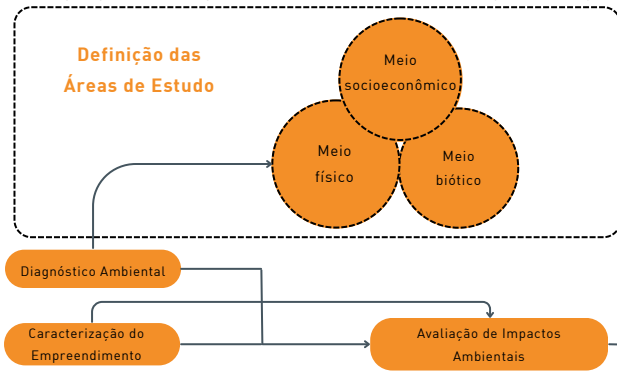 Definição das
Áreas de Estudo
Meio
socioeconômico
Meio
físico
Meio
biótico
Diagnóstico Ambiental
Caracterização do
Empreendimento
Avaliação de Impactos
Ambientais